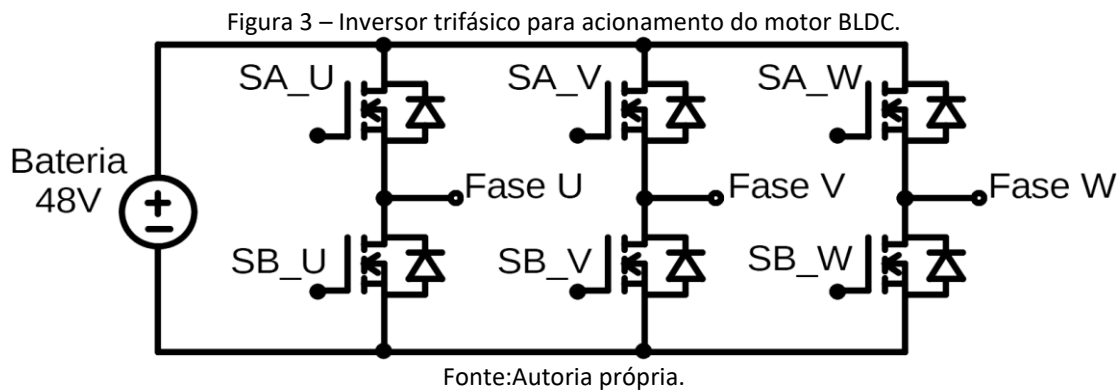 Figura 3 – Inversor trifásico para acionamento do motor BLDC.
SA_U
SA_V
SA_W
Bateria
48V
Fase U
Fase V
Fase W
SB_U
SB_V
SB_W
Fonte:Autoria própria.